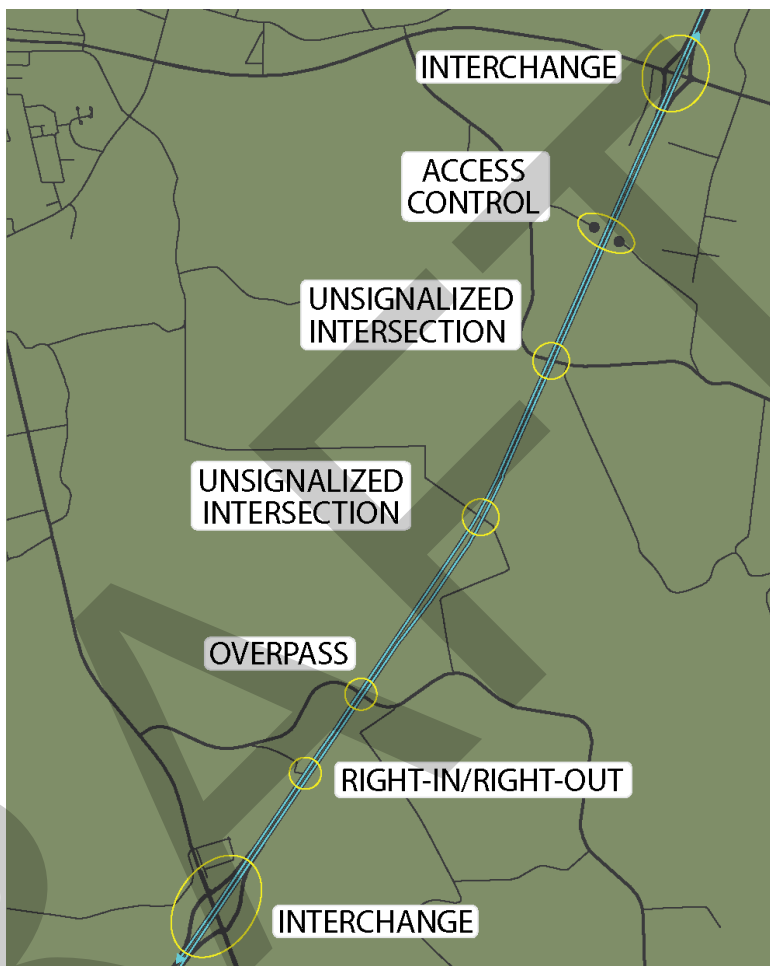 INTERCHANGE
ACCESS
CONTROL
UNSIGNALIZED
INTERSECTION
UNSIGNALIZED
INTERSECTION
OVERPASS
RIGHT-IN/RIGHT-OUT
INTERCHANGE